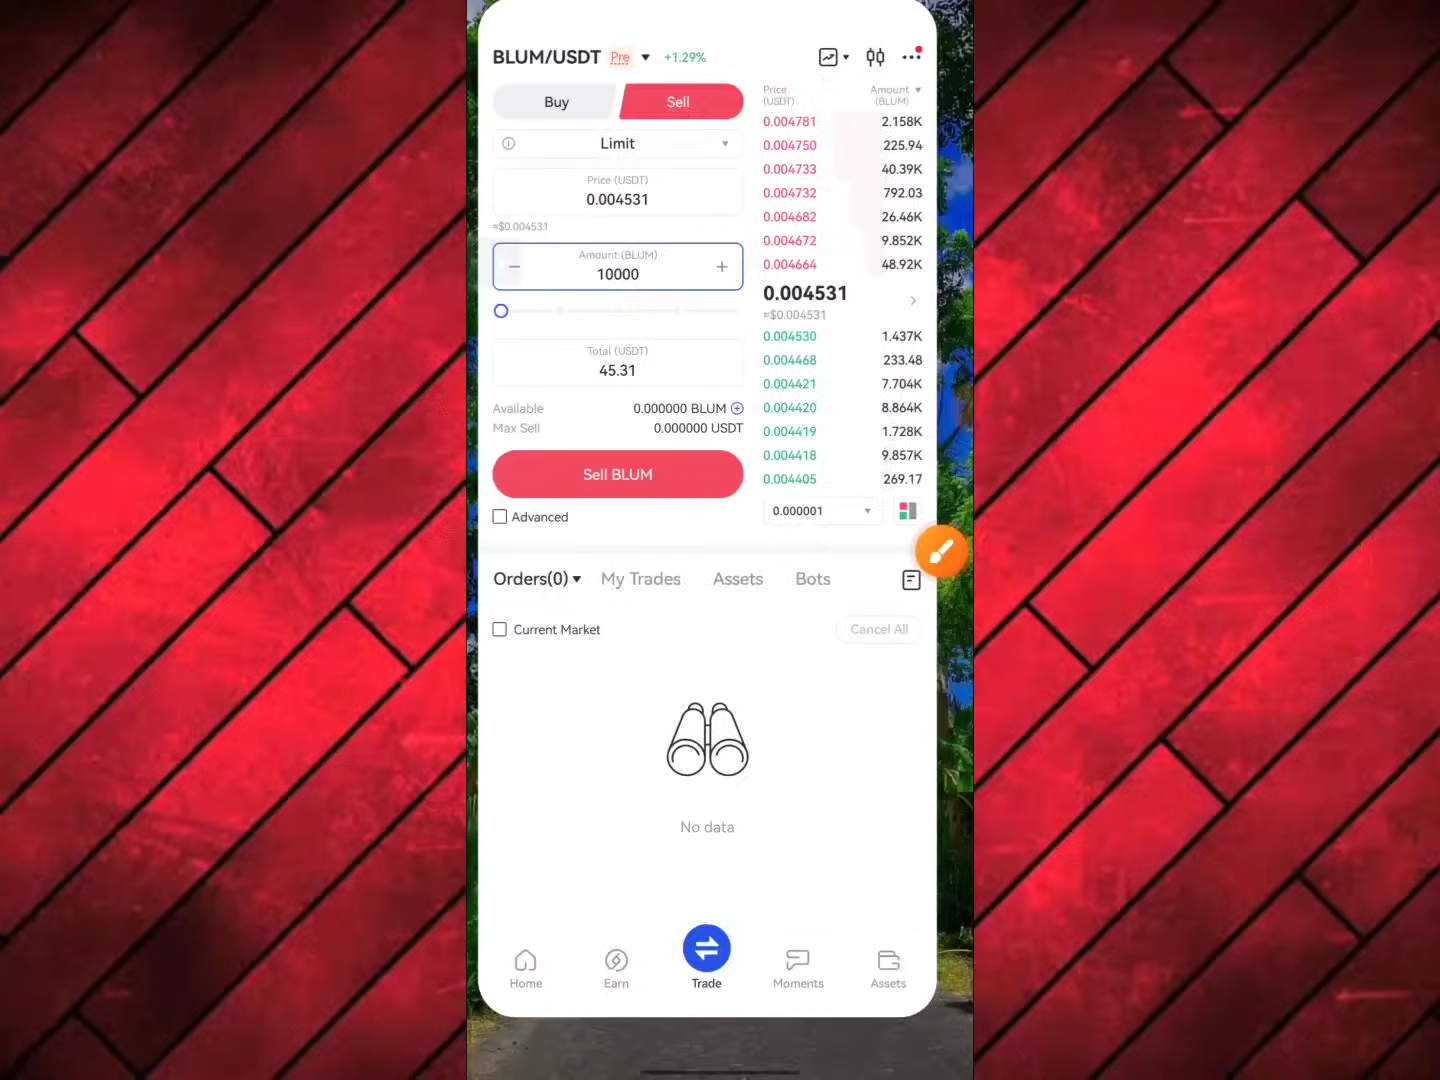 BLUM/USDT Pre +1.29%
Buy
Sell
Limit
Price (USDT)
0.004531
≈$0.004531
Amount (BLUM)
10000
Total (USDT)
45.31
Available 0.000000 BLUM
Max Sell 0.000000 USDT
Sell BLUM
Advanced
Price Amount
(USDT) (BLUM)
0.004781 2.158K
0.004750 225.94
0.004733 40.39K
0.004732 792.03
0.004682 26.46K
0.004672 9.852K
0.004664 48.92K
0.004531
≈$0.004531
0.004530 1.437K
0.004468 233.48
0.004421 7.704K
0.004420 8.864K
0.004419 1.728K
0.004418 9.857K
0.004405 269.17
0.000001
Orders(0) My Trades Assets Bots
Current Market Cancel All
No data
Home Earn Trade Moments Assets